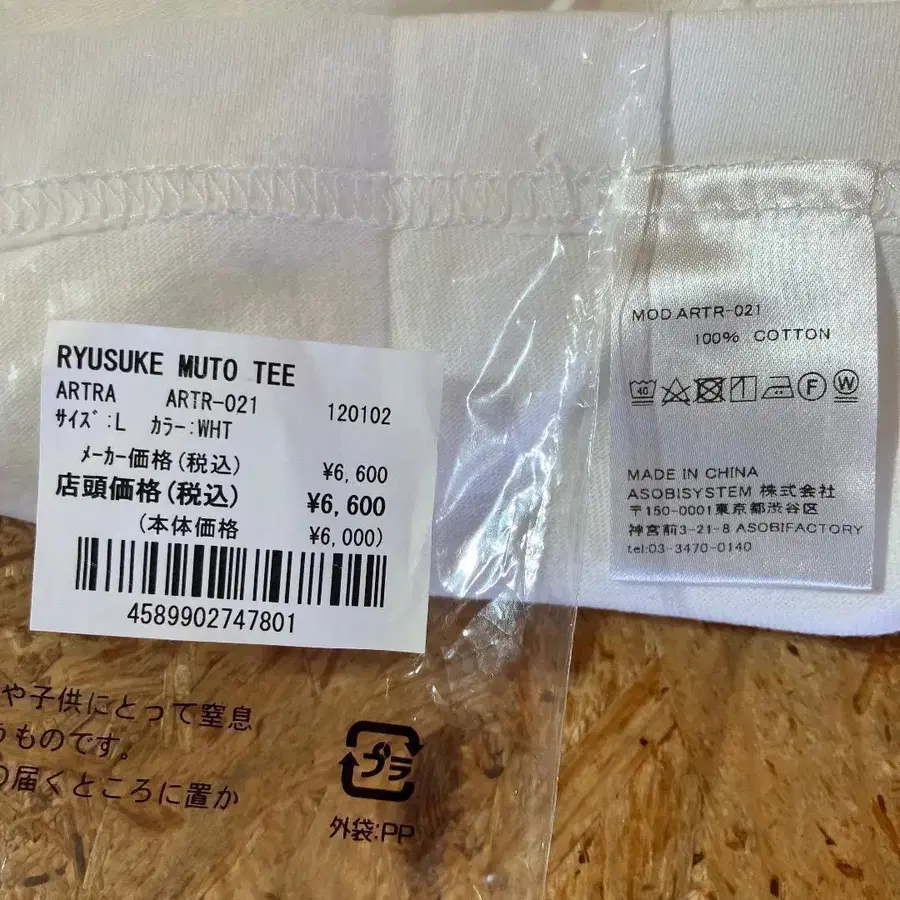 RYUSUKE MUTO TEE
ARTRA ARTR-021 120102
ｻｲｽﾞ:L ｶﾗｰ:WHT
ﾒｰｶｰ価格(税込) ¥6,600
店頭価格(税込) ¥6,600
(本体価格 ¥6,000)
4589902747801
MOD ARTR-021
100% COTTON
40 F W
MADE IN CHINA
ASOBISYSTEM 株式会社
〒150-0001東京都渋谷区
神宮前3-21-8 ASOBIFACTORY
tel:03-3470-0140
や子供にとって窒息
うものです。
の届くところに置か
プラ
外袋:PP